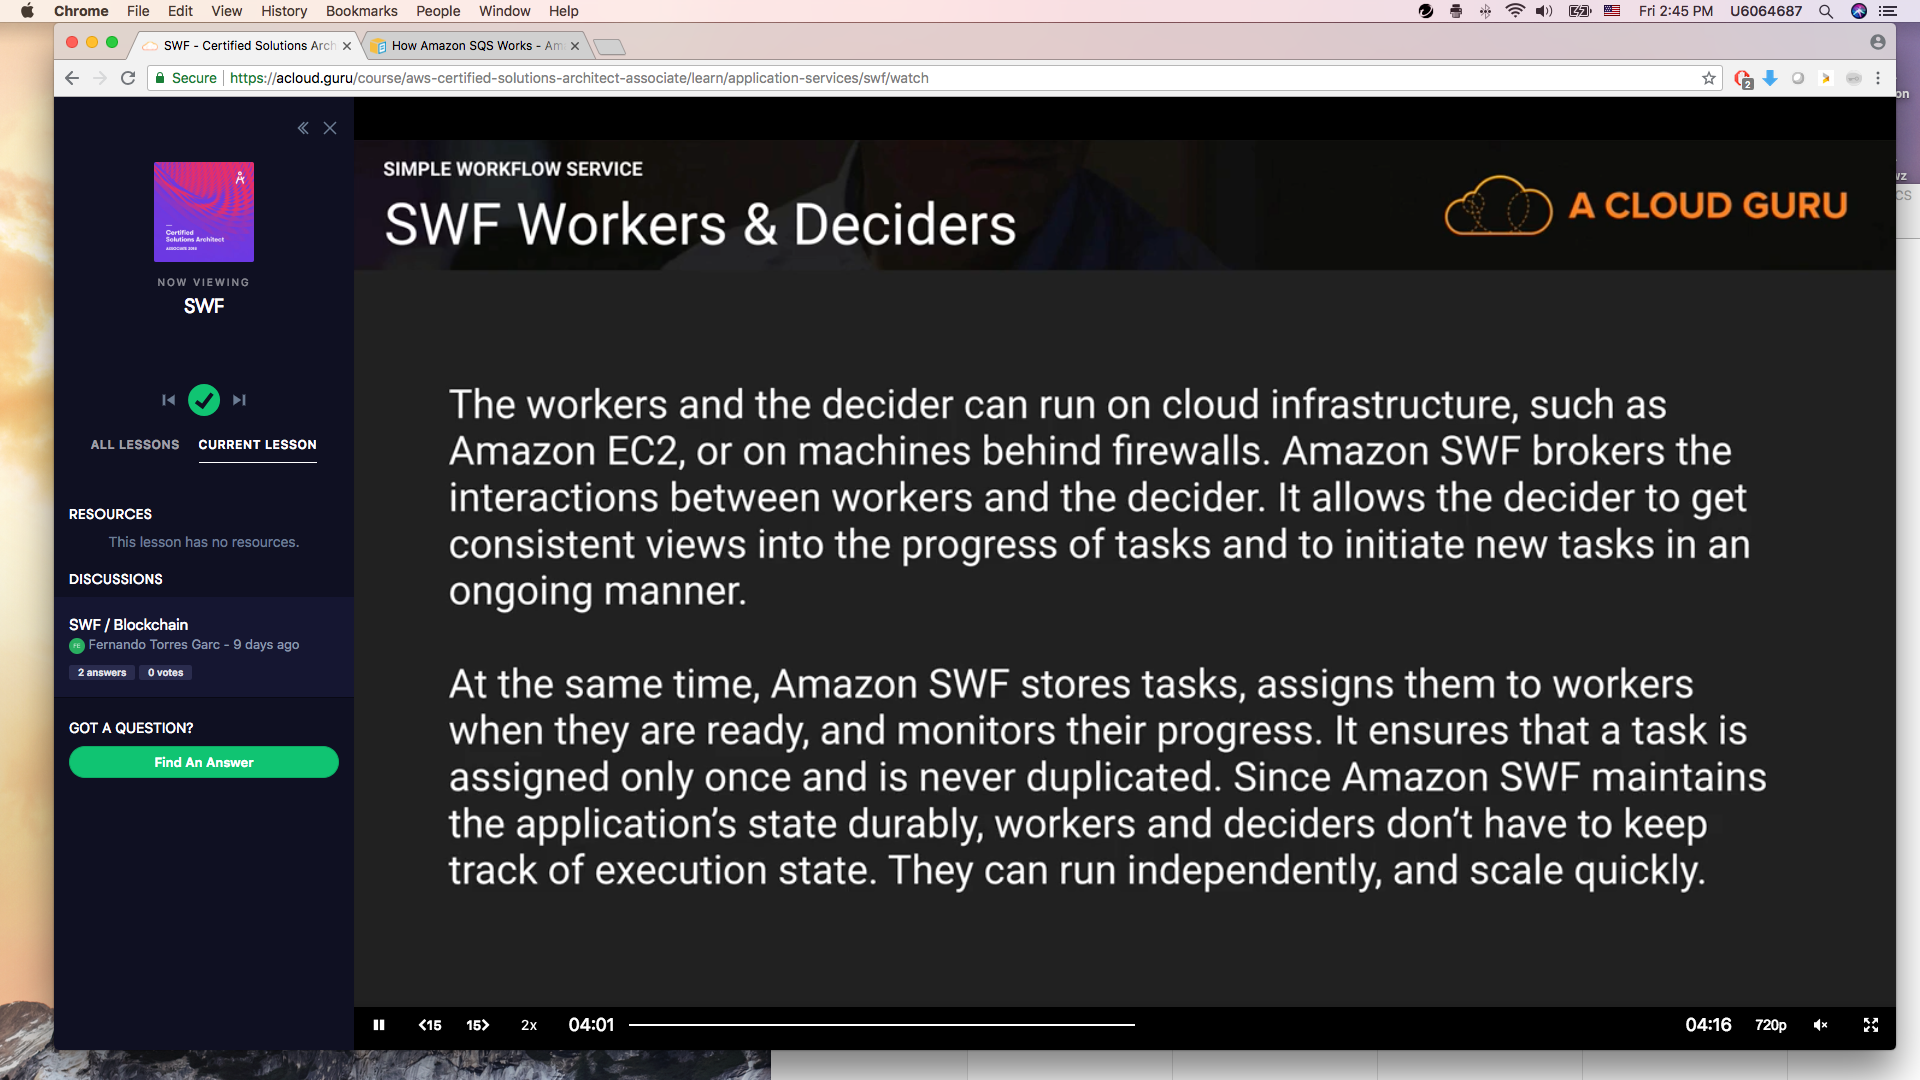 Chrome File Edit View History Bookmarks People Window Help Fri 2:45 PM U6064687
SWF - Certified Solutions Arch How Amazon SQS Works - Am
Secure https://acloud.guru/course/aws-certified-solutions-architect-associate/learn/application-services/swf/watch 2
on
wz
CS
Certified
Solutions Architect
NOW VIEWING
SWF
ALL LESSONS CURRENT LESSON
RESOURCES
This lesson has no resources.
DISCUSSIONS
SWF / Blockchain
FE Fernando Torres Garc - 9 days ago
2 answers 0 votes
GOT A QUESTION?
Find An Answer
SIMPLE WORKFLOW SERVICE
SWF Workers & Deciders
A CLOUD GURU
The workers and the decider can run on cloud infrastructure, such as
Amazon EC2, or on machines behind firewalls. Amazon SWF brokers the
interactions between workers and the decider. It allows the decider to get
consistent views into the progress of tasks and to initiate new tasks in an
ongoing manner.
At the same time, Amazon SWF stores tasks, assigns them to workers
when they are ready, and monitors their progress. It ensures that a task is
assigned only once and is never duplicated. Since Amazon SWF maintains
the application’s state durably, workers and deciders don’t have to keep
track of execution state. They can run independently, and scale quickly.
15 15 2x 04:01 04:16 720p